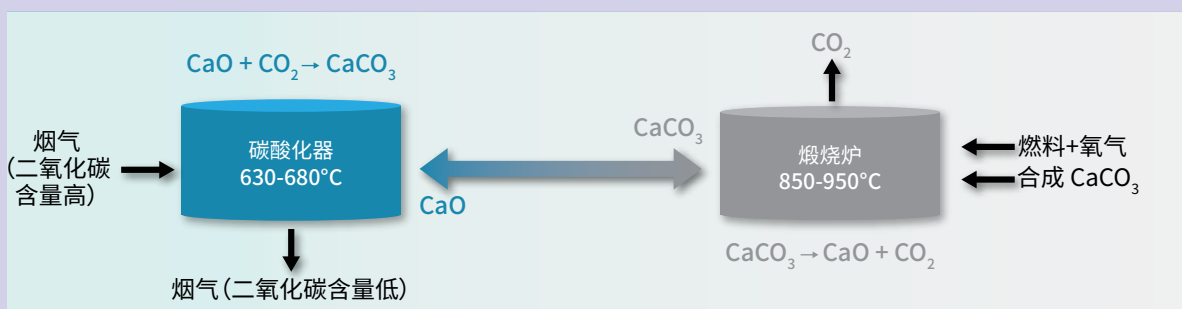 CaO + CO₂→ CaCO₃
CO₂
烟气
(二氧化碳
含量高)
碳酸化器
630-680°C
CaCO₃
CaO
煅烧炉
850-950°C
燃料+氧气
合成 CaCO₃
CaCO₃→CaO + CO₂
烟气(二氧化碳含量低)